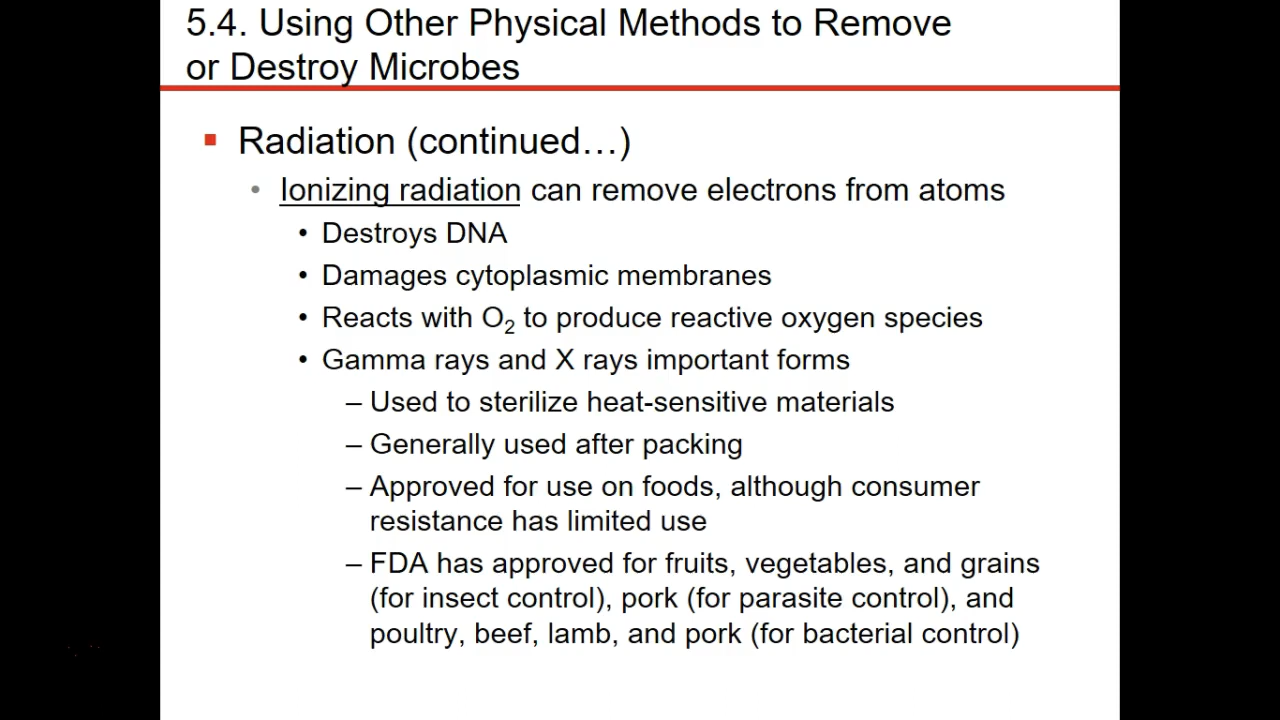 5.4. Using Other Physical Methods to Remove
or Destroy Microbes
▪ Radiation (continued…)
• Ionizing radiation can remove electrons from atoms
• Destroys DNA
• Damages cytoplasmic membranes
• Reacts with O₂ to produce reactive oxygen species
• Gamma rays and X rays important forms
– Used to sterilize heat-sensitive materials
– Generally used after packing
– Approved for use on foods, although consumer
resistance has limited use
– FDA has approved for fruits, vegetables, and grains
(for insect control), pork (for parasite control), and
poultry, beef, lamb, and pork (for bacterial control)